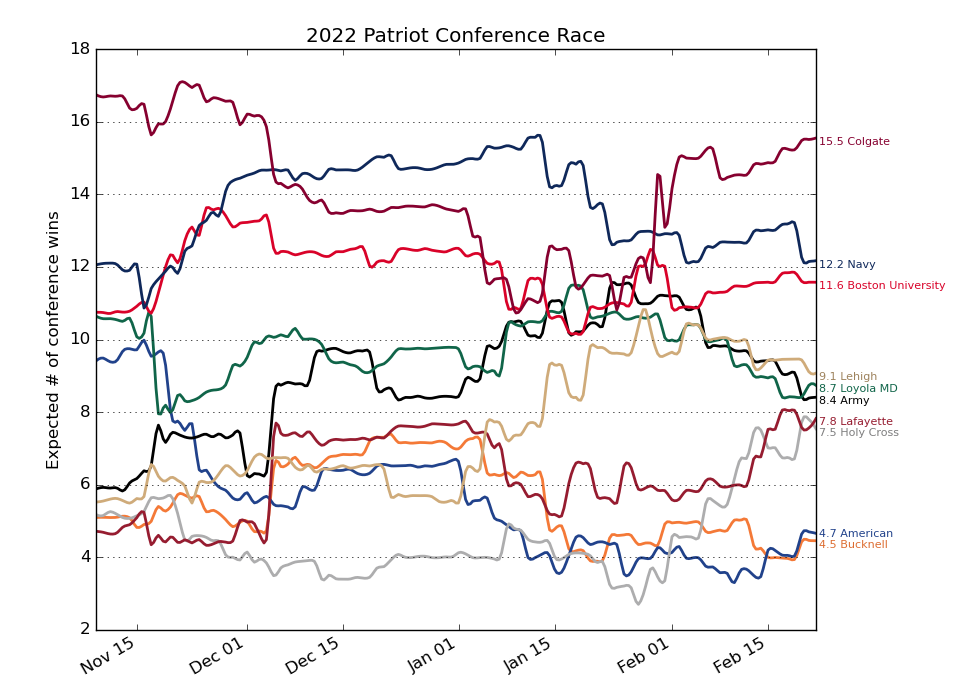 2022 Patriot Conference Race
Expected # of conference wins
18
16
14
12
10
8
6
4
2
Nov 15
Dec 01
Dec 15
Jan 01
Jan 15
Feb 01
Feb 15
15.5 Colgate
12.2 Navy
11.6 Boston University
9.1 Lehigh
8.7 Loyola MD
8.4 Army
7.8 Lafayette
7.5 Holy Cross
4.7 American
4.5 Bucknell